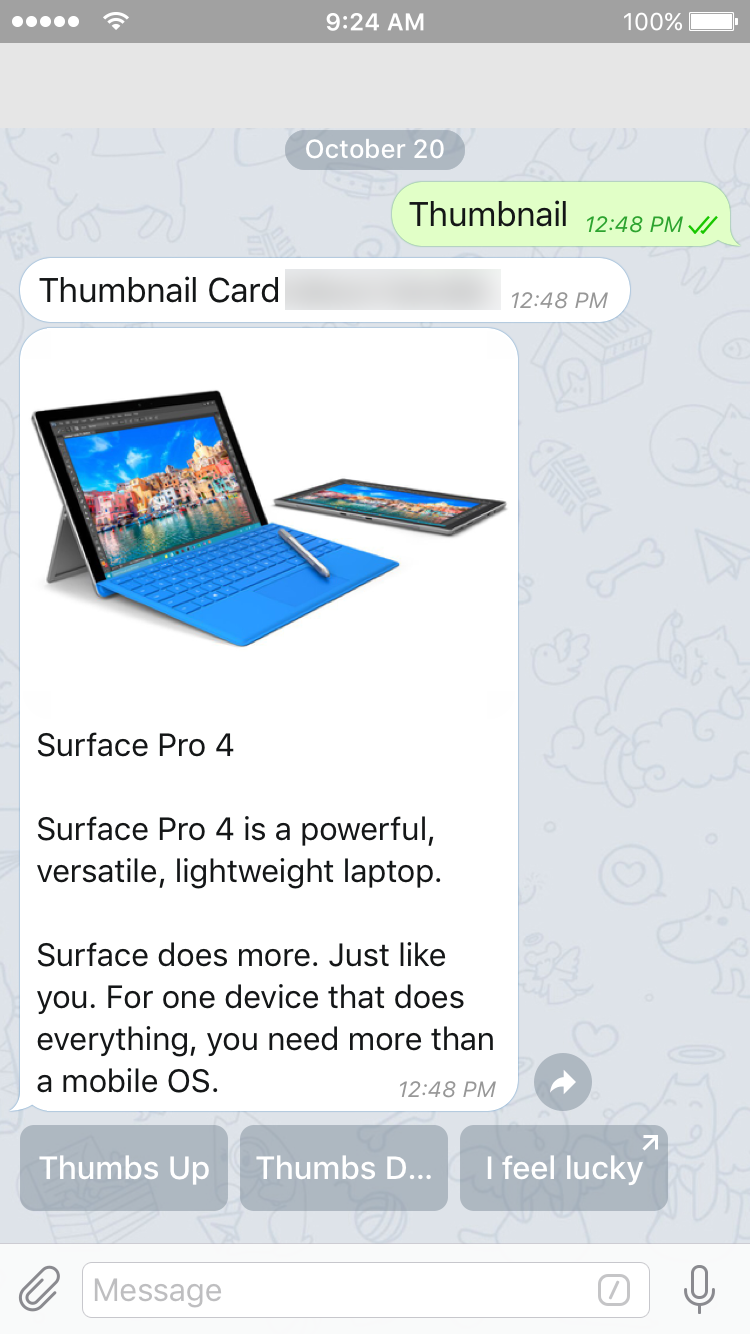 9:24 AM
100%
October 20
Thumbnail 12:48 PM
Thumbnail Card 12:48 PM
Surface Pro 4
Surface Pro 4 is a powerful,
versatile, lightweight laptop.
Surface does more. Just like
you. For one device that does
everything, you need more than
a mobile OS. 12:48 PM
Thumbs Up
Thumbs D...
I feel lucky
Message